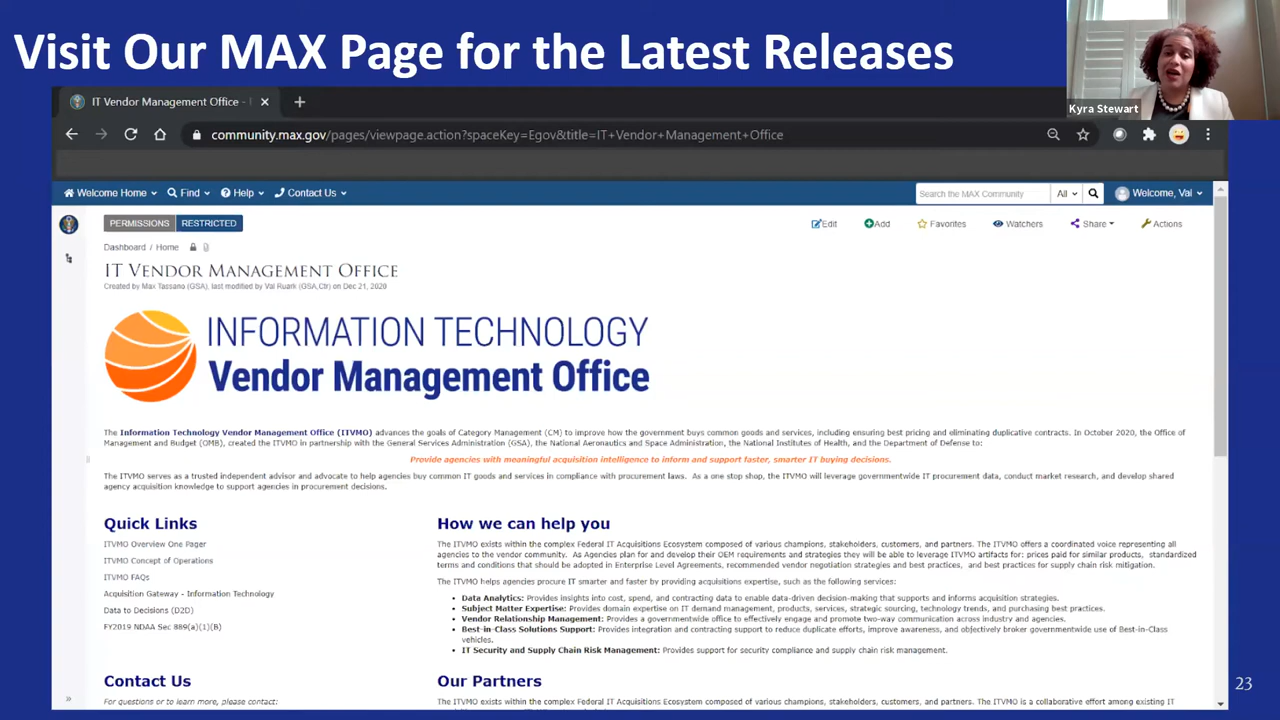 Visit Our MAX Page for the Latest Releases
Kyra Stewart
IT Vendor Management Office -
community.max.gov/pages/viewpage.action?spaceKey=Egov&title=IT+Vendor+Management+Office
Welcome Home Find Help Contact Us
Search the MAX Community All Welcome, Val
PERMISSIONS RESTRICTED
Edit Add Favorites Watchers Share Actions
Dashboard / Home
IT VENDOR MANAGEMENT OFFICE
Created by Max Tassano (GSA), last modified by Val Ruark (GSA,Ctr) on Dec 21, 2020
INFORMATION TECHNOLOGY
Vendor Management Office
The Information Technology Vendor Management Office (ITVMO) advances the goals of Category Management (CM) to improve how the government buys common goods and services, including ensuring best pricing and eliminating duplicative contracts. In October 2020, the Office of
Management and Budget (OMB), created the ITVMO in partnership with the General Services Administration (GSA), the National Aeronautics and Space Administration, the National Institutes of Health, and the Department of Defense to:
Provide agencies with meaningful acquisition intelligence to inform and support faster, smarter IT buying decisions.
The ITVMO serves as a trusted independent advisor and advocate to help agencies buy common IT goods and services in compliance with procurement laws. As a one stop shop, the ITVMO will leverage governmentwide IT procurement data, conduct market research, and develop shared
agency acquisition knowledge to support agencies in procurement decisions.
Quick Links
ITVMO Overview One Pager
ITVMO Concept of Operations
ITVMO FAQs
Acquisition Gateway - Information Technology
Data to Decisions (D2D)
FY2019 NDAA Sec 889(a)(1)(B)
Contact Us
For questions or to learn more, please contact:
How we can help you
The ITVMO exists within the complex Federal IT Acquisitions Ecosystem composed of various champions, stakeholders, customers, and partners. The ITVMO offers a coordinated voice representing all
agencies to the vendor community. As Agencies plan for and develop their OEM requirements and strategies they will be able to leverage ITVMO artifacts for: prices paid for similar products, standardized
terms and conditions that should be adopted in Enterprise Level Agreements, recommended vendor negotiation strategies and best practices, and best practices for supply chain risk mitigation.
The ITVMO helps agencies procure IT smarter and faster by providing acquisitions expertise, such as the following services:
• Data Analytics: Provides insights into cost, spend, and contracting data to enable data-driven decision-making that supports and informs acquisition strategies.
• Subject Matter Expertise: Provides domain expertise on IT demand management, products, services, strategic sourcing, technology trends, and purchasing best practices.
• Vendor Relationship Management: Provides a governmentwide office to effectively engage and promote two-way communication across industry and agencies.
• Best-in-Class Solutions Support: Provides integration and contracting support to reduce duplicate efforts, improve awareness, and objectively broker governmentwide use of Best-in-Class
vehicles.
• IT Security and Supply Chain Risk Management: Provides support for security compliance and supply chain risk management.
Our Partners
The ITVMO exists within the complex Federal IT Acquisitions Ecosystem composed of various champions, stakeholders, customers, and partners. The ITVMO is a collaborative effort among existing IT
23